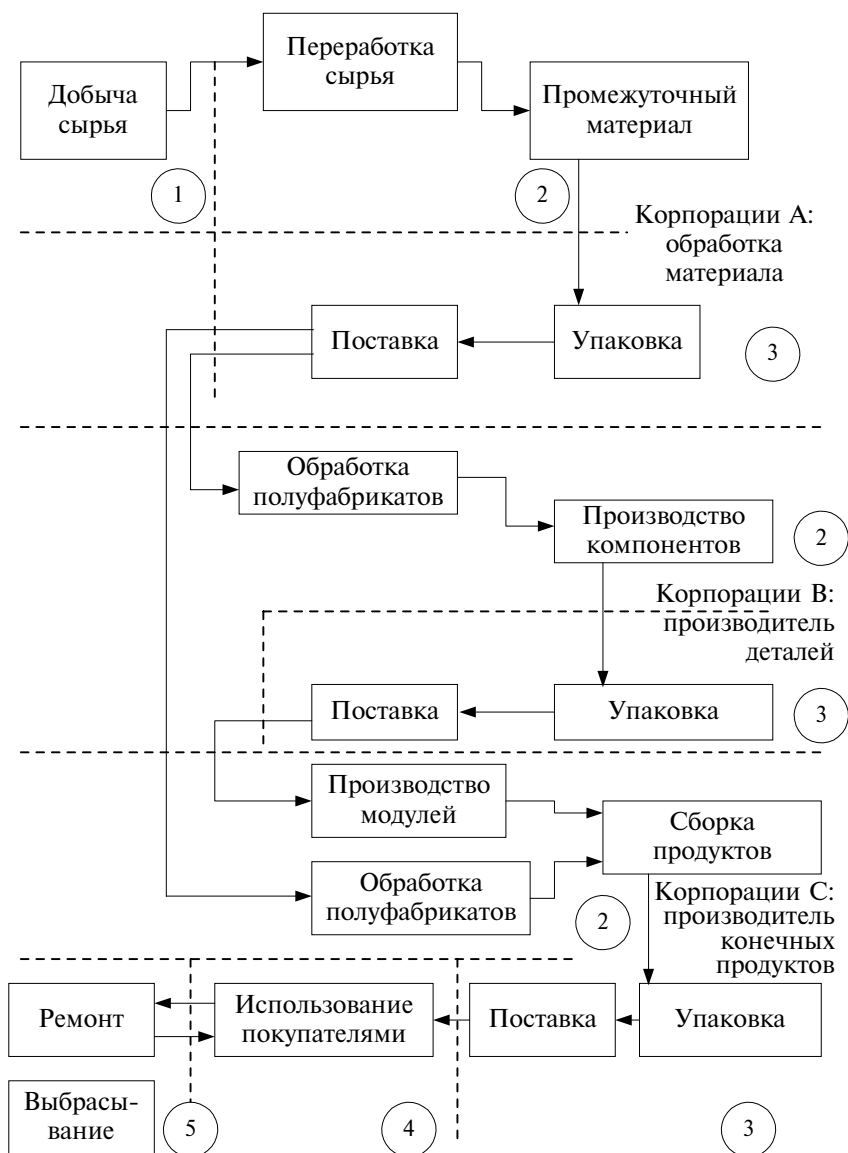 Переработка
сырья
Добыча
сырья
Промежуточный
материал
1
2
Корпорации А:
обработка
материала
Поставка
Упаковка
3
Обработка
полуфабрикатов
Производство
компонентов
2
Корпорации В:
производитель
деталей
Поставка
Упаковка
3
Производство
модулей
Сборка
продуктов
Обработка
полуфабрикатов
2
Корпорации С:
производитель
конечных
продуктов
Ремонт
Использование
покупателями
Поставка
Упаковка
Выбрасы-
вание
5
4
3